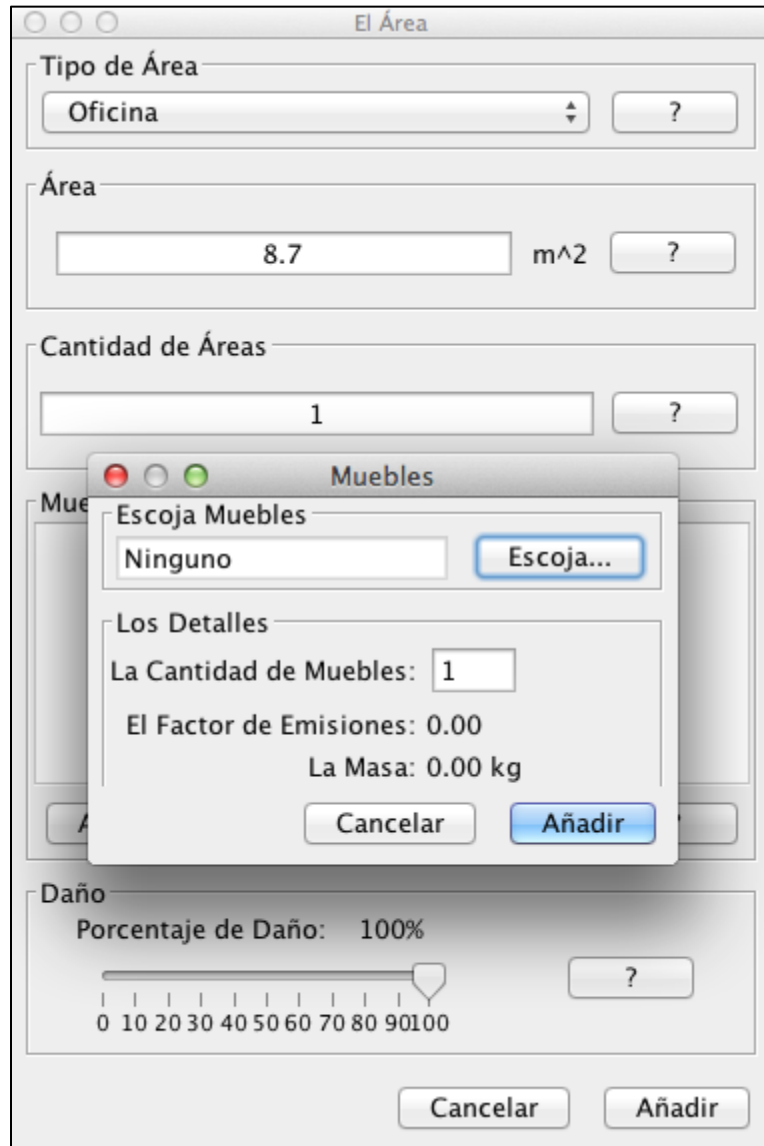 El Área
Tipo de Área
Oficina ?
Área
8.7 m^2 ?
Cantidad de Áreas
1 ?
Muebles
Escoja Muebles
Ninguno Escoja...
Los Detalles
La Cantidad de Muebles: 1
El Factor de Emisiones: 0.00
La Masa: 0.00 kg
Cancelar Añadir
Daño
Porcentaje de Daño: 100%
?
0 10 20 30 40 50 60 70 80 90 100
Cancelar Añadir